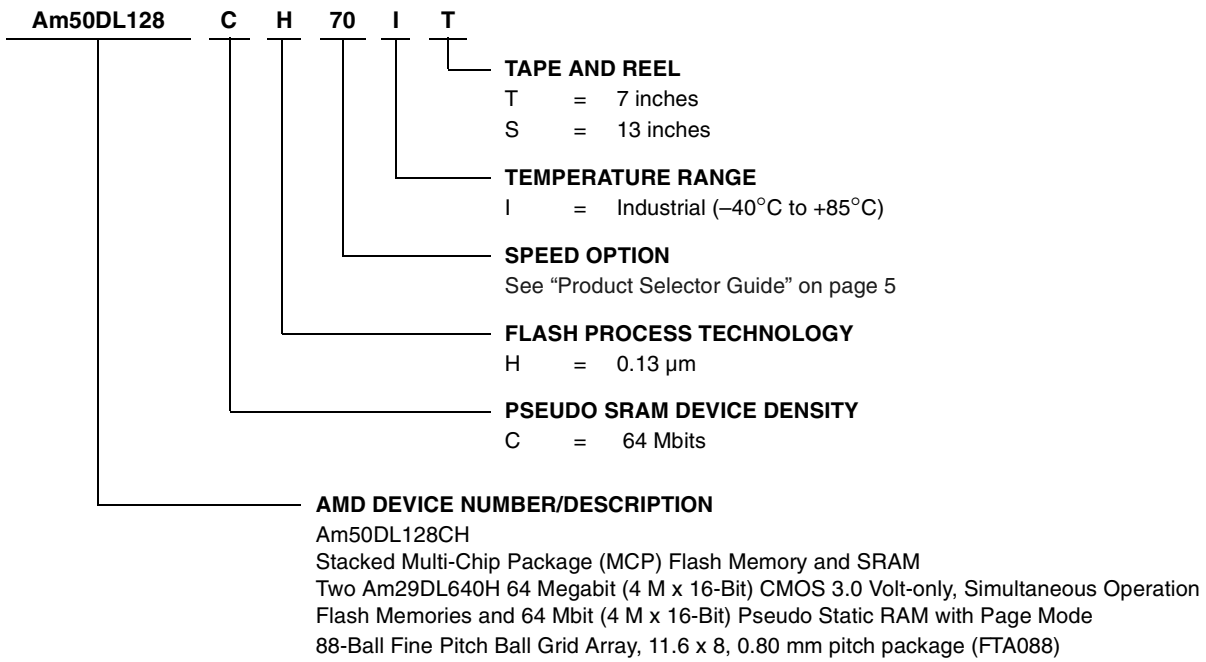 Am50DL128 C H 70 I T
TAPE AND REEL
T = 7 inches
S = 13 inches
TEMPERATURE RANGE
I = Industrial (–40°C to +85°C)
SPEED OPTION
See “Product Selector Guide” on page 5
FLASH PROCESS TECHNOLOGY
H = 0.13 µm
PSEUDO SRAM DEVICE DENSITY
C = 64 Mbits
AMD DEVICE NUMBER/DESCRIPTION
Am50DL128CH
Stacked Multi-Chip Package (MCP) Flash Memory and SRAM
Two Am29DL640H 64 Megabit (4 M x 16-Bit) CMOS 3.0 Volt-only, Simultaneous Operation
Flash Memories and 64 Mbit (4 M x 16-Bit) Pseudo Static RAM with Page Mode
88-Ball Fine Pitch Ball Grid Array, 11.6 x 8, 0.80 mm pitch package (FTA088)